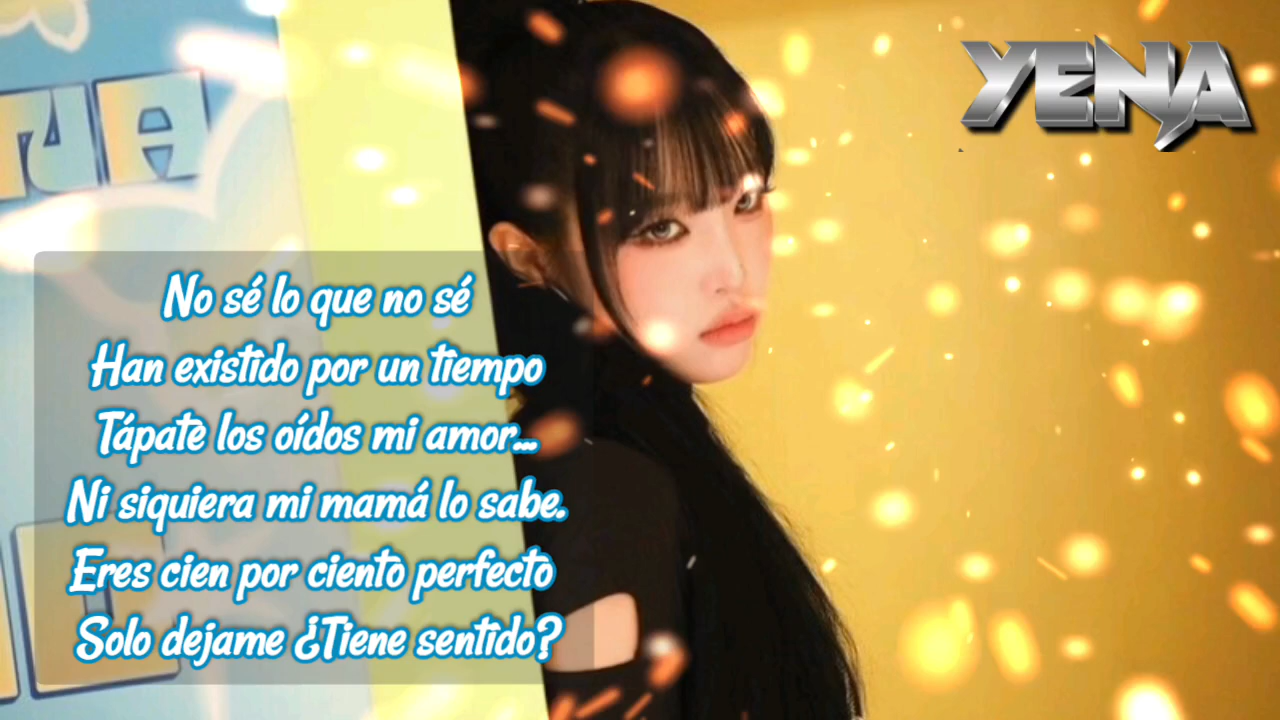 NA
YENA
No sé lo que no sé
Han existido por un tiempo
Tápate los oídos mi amor...
Ni siquiera mi mamá lo sabe.
Eres cien por ciento perfecto
Solo dejame ¿Tiene sentido?